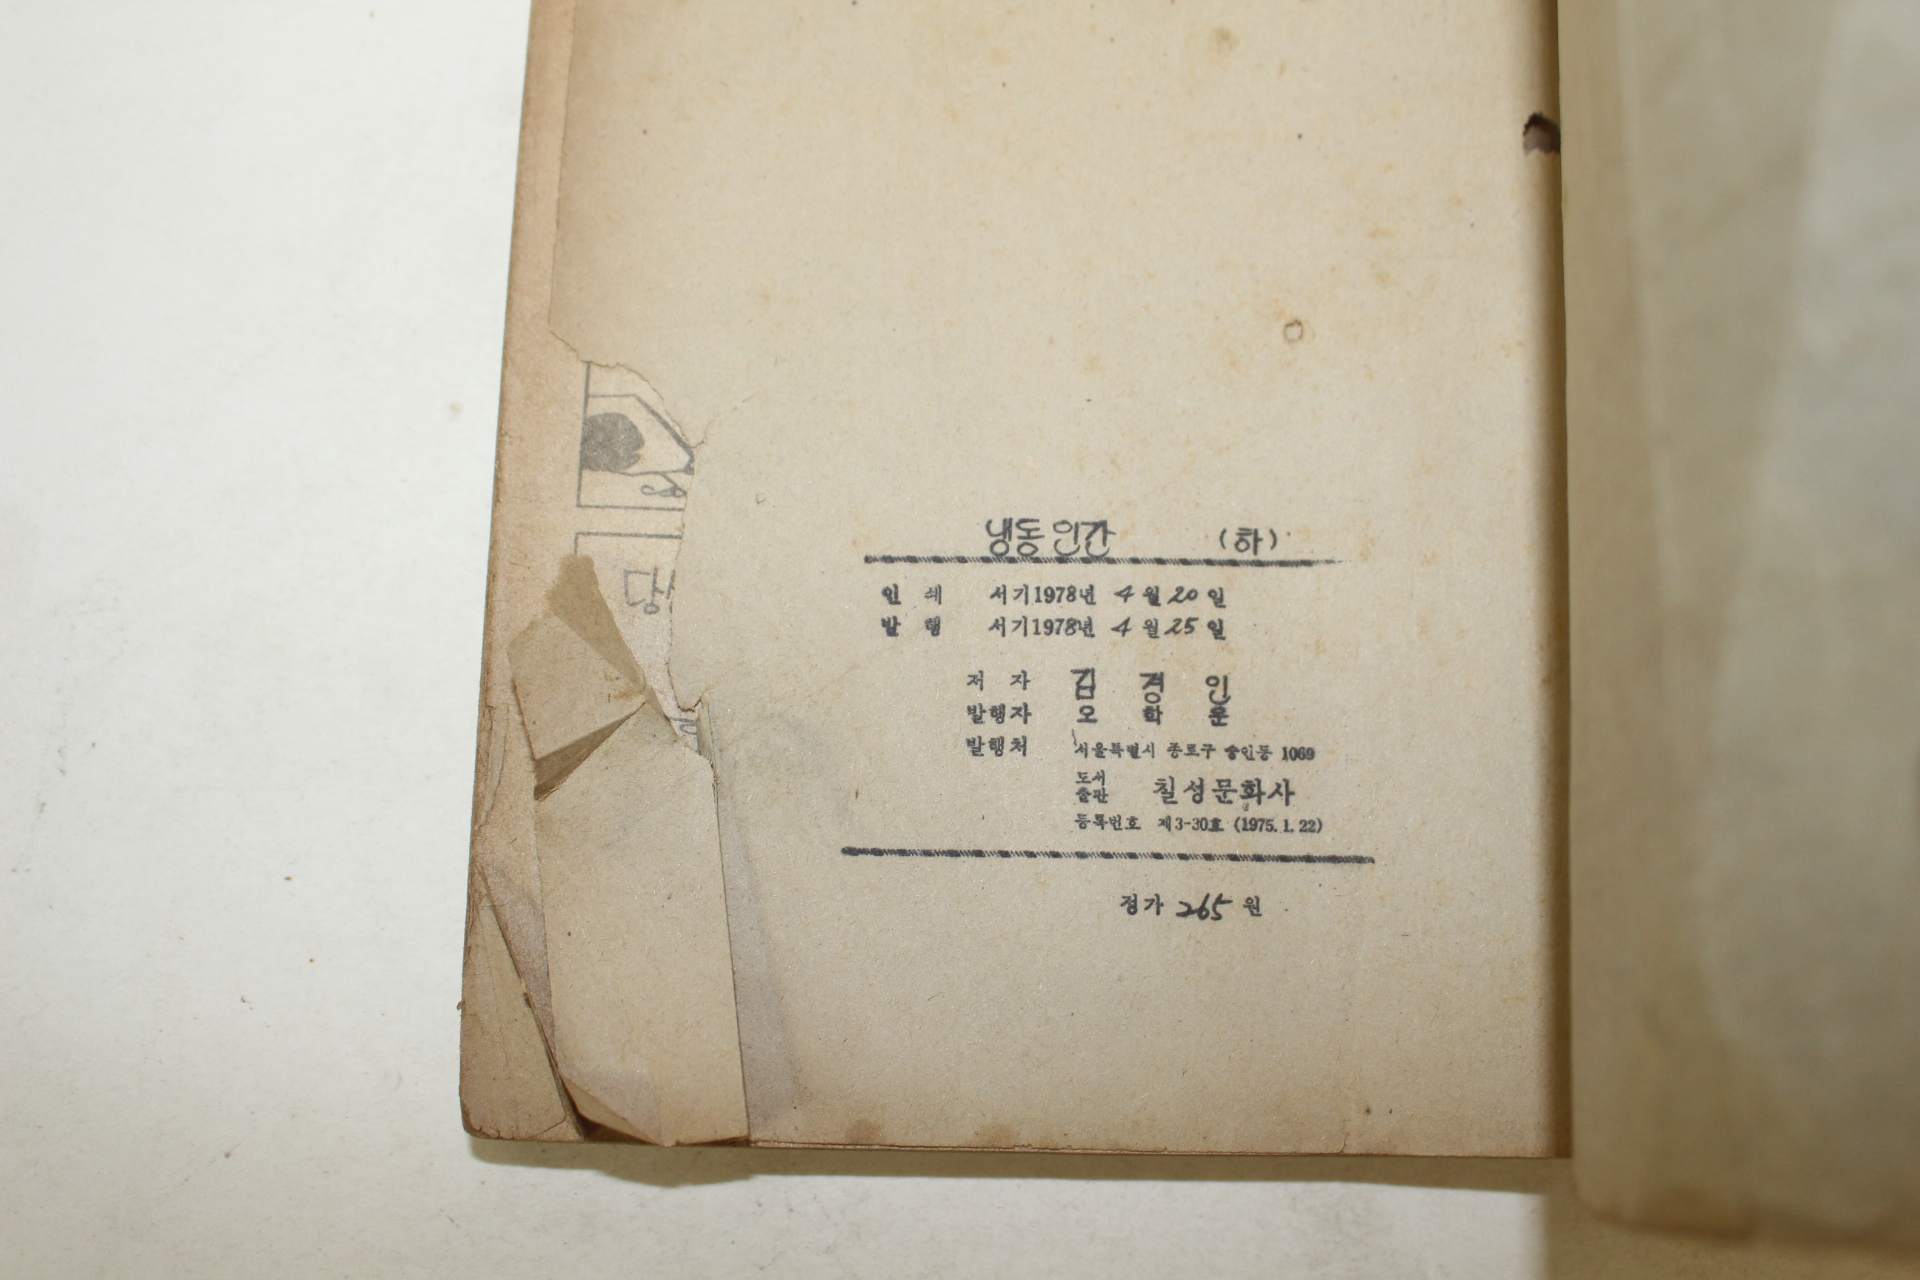 냉동인간 (하)
인 쇄 서기1978년 4월 20일
발 행 서기1978년 4월 25일
저 자 김 경 인
발행자 오 학 운
발행처 서울특별시 종로구 숭인동 1069
도서
출판 칠성문화사
등록번호 제3-30호 (1975. 1. 22)
정가 265 원
당